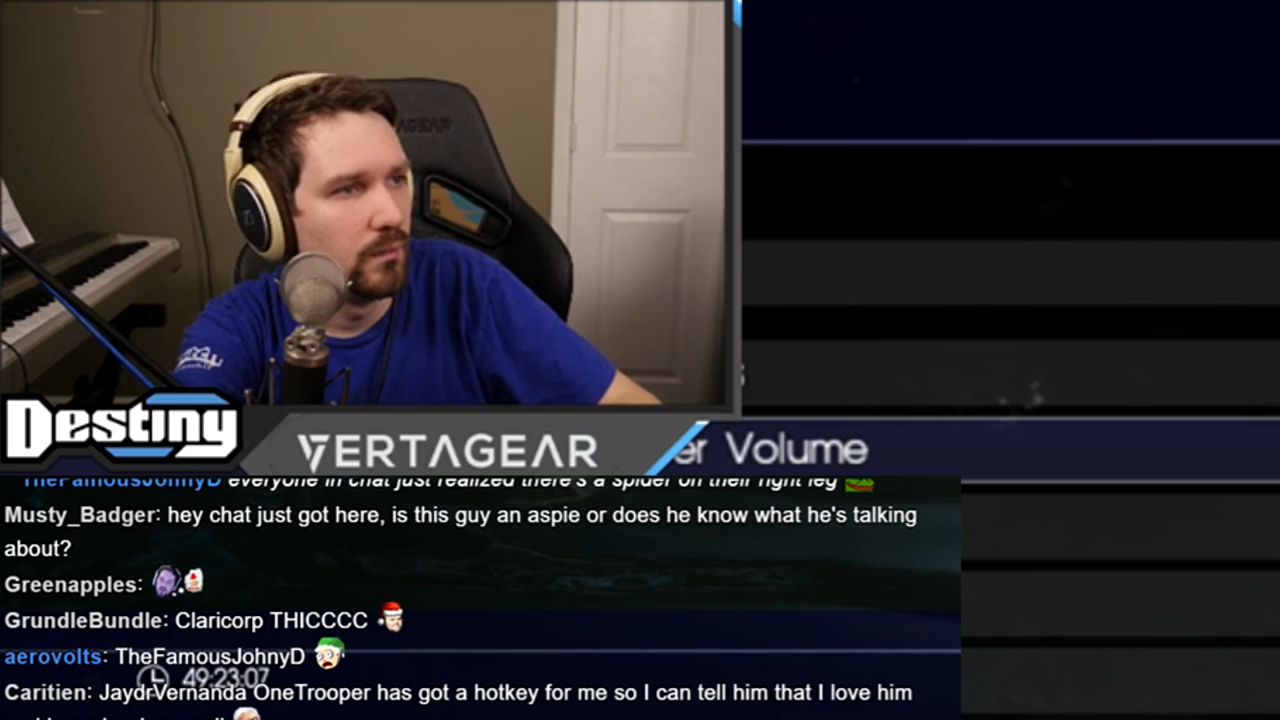 AGEAR
Destiny
VERTAGEAR
er Volume
TheFamousJohnyD everyone in chat just realized there's a spider on their right leg
Musty_Badger: hey chat just got here, is this guy an aspie or does he know what he's talking
about?
Greenapples:
GrundleBundle: Claricorp THICCCC
aerovolts: TheFamousJohnyD
49:23:07
Caritien: JaydrVernanda OneTrooper has got a hotkey for me so I can tell him that I love him